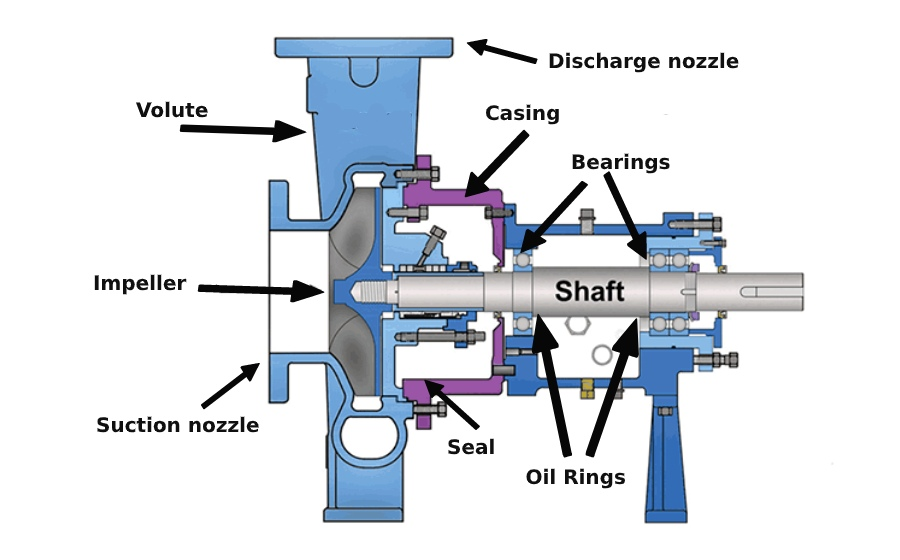 Discharge nozzle
Volute
Casing
Bearings
Impeller
Shaft
Suction nozzle
Seal
Oil Rings